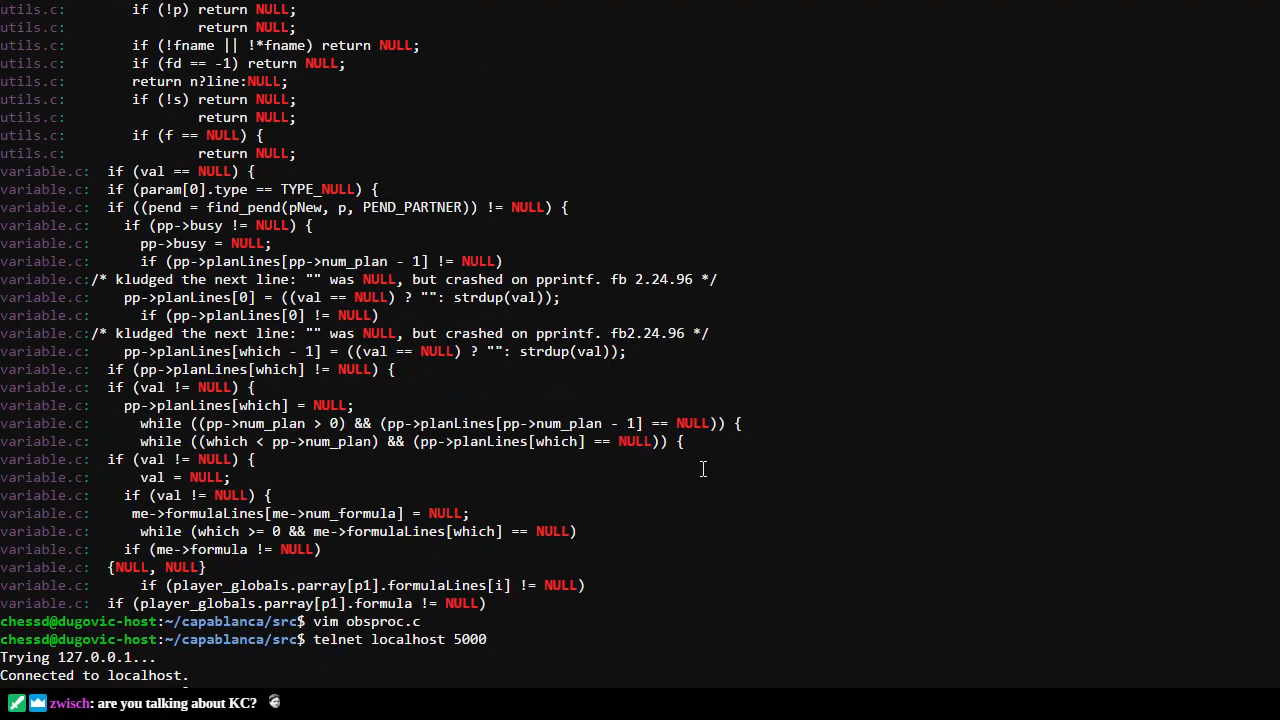 utils.c:        if (!p) return NULL;
utils.c:                return NULL;
utils.c:        if (!fname || !*fname) return NULL;
utils.c:        if (fd == -1) return NULL;
utils.c:        return n?line:NULL;
utils.c:        if (!s) return NULL;
utils.c:                return NULL;
utils.c:        if (f == NULL) {
utils.c:                return NULL;
variable.c:  if (val == NULL) {
variable.c:  if (param[0].type == TYPE_NULL) {
variable.c:  if ((pend = find_pend(pNew, p, PEND_PARTNER)) != NULL) {
variable.c:    if (pp->busy != NULL) {
variable.c:      pp->busy = NULL;
variable.c:      if (pp->planLines[pp->num_plan - 1] != NULL)
variable.c:/* kludged the next line: "" was NULL, but crashed on pprintf. fb 2.24.96 */
variable.c:    pp->planLines[0] = ((val == NULL) ? "": strdup(val));
variable.c:      if (pp->planLines[0] != NULL)
variable.c:/* kludged the next line: "" was NULL, but crashed on pprintf. fb2.24.96 */
variable.c:    pp->planLines[which - 1] = ((val == NULL) ? "": strdup(val));
variable.c:  if (pp->planLines[which] != NULL) {
variable.c:  if (val != NULL) {
variable.c:    pp->planLines[which] = NULL;
variable.c:      while ((pp->num_plan > 0) && (pp->planLines[pp->num_plan - 1] == NULL)) {
variable.c:      while ((which < pp->num_plan) && (pp->planLines[which] == NULL)) {
variable.c:  if (val != NULL) {
variable.c:      val = NULL;
variable.c:    if (val != NULL) {
variable.c:     me->formulaLines[me->num_formula] = NULL;
variable.c:      while (which >= 0 && me->formulaLines[which] == NULL)
variable.c:    if (me->formula != NULL)
variable.c:  {NULL, NULL}
variable.c:      if (player_globals.parray[p1].formulaLines[i] != NULL)
variable.c:  if (player_globals.parray[p1].formula != NULL)
chessd@dugovic-host:~/capablanca/src$ vim obsproc.c
chessd@dugovic-host:~/capablanca/src$ telnet localhost 5000
Trying 127.0.0.1...
Connected to localhost.
zwisch: are you talking about KC?